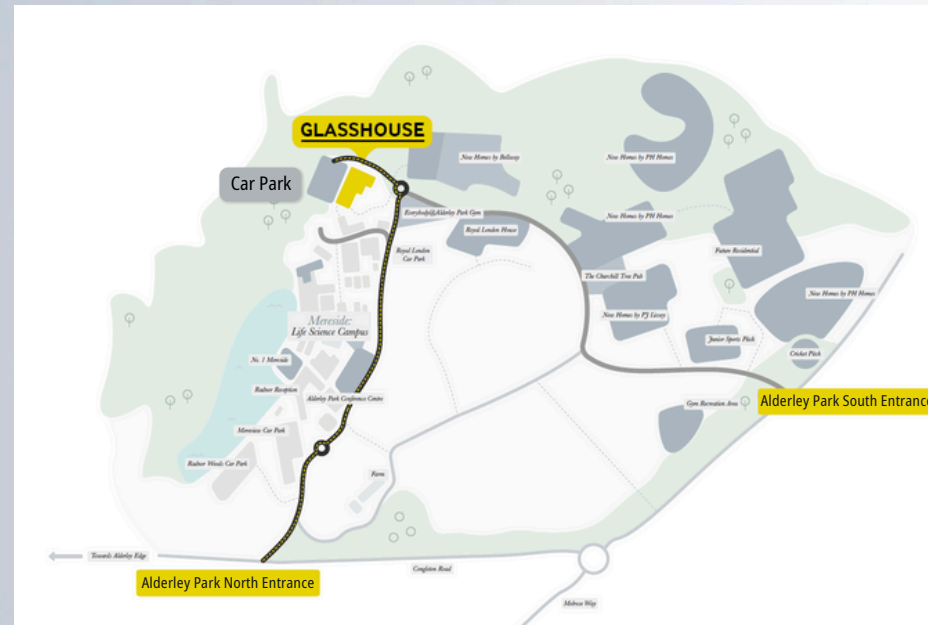 GLASSHOUSE
New Homes by Bellway
New Homes by PH Homes
Car Park
Everybody@Alderley Park Gym
New Homes by PH Homes
Royal London House
Royal London
Car Park
Future Residential
The Churchill Tree Pub
New Homes by PH Homes
New Homes by PJ Livesey
Mereside:
Life Science Campus
Junior Sports Pitch
Cricket Pitch
No. 1 Mereside
Radnor Reception
Alderley Park Conference Centre
Gym Recreation Area
Alderley Park South Entrance
Mereview Car Park
Radnor Woods Car Park
Farm
Towards Alderley Edge
Congleton Road
Alderley Park North Entrance
Melrose Way